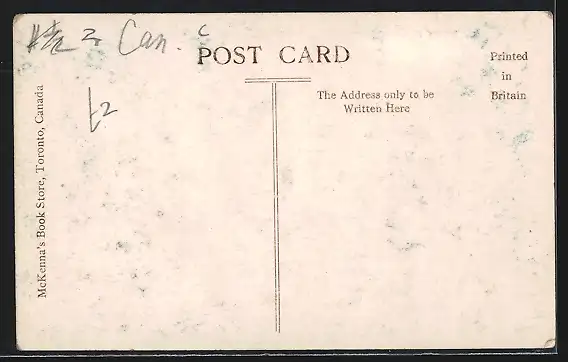 Can. c
POST CARD
Printed
in
Britain
The Address only to be
Written Here
McKenna's Book Store, Toronto, Canada